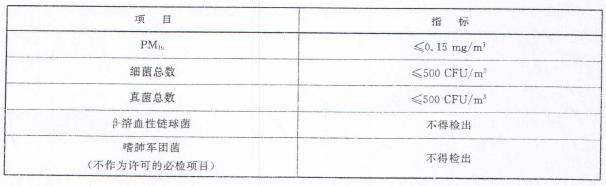 项 目 指 标
PM₁₀ ≤0.15 mg/m³
细菌总数 ≤500 CFU/m³
真菌总数 ≤500 CFU/m³
β-溶血性链球菌 不得检出
嗜肺军团菌
(不作为许可的必检项目) 不得检出